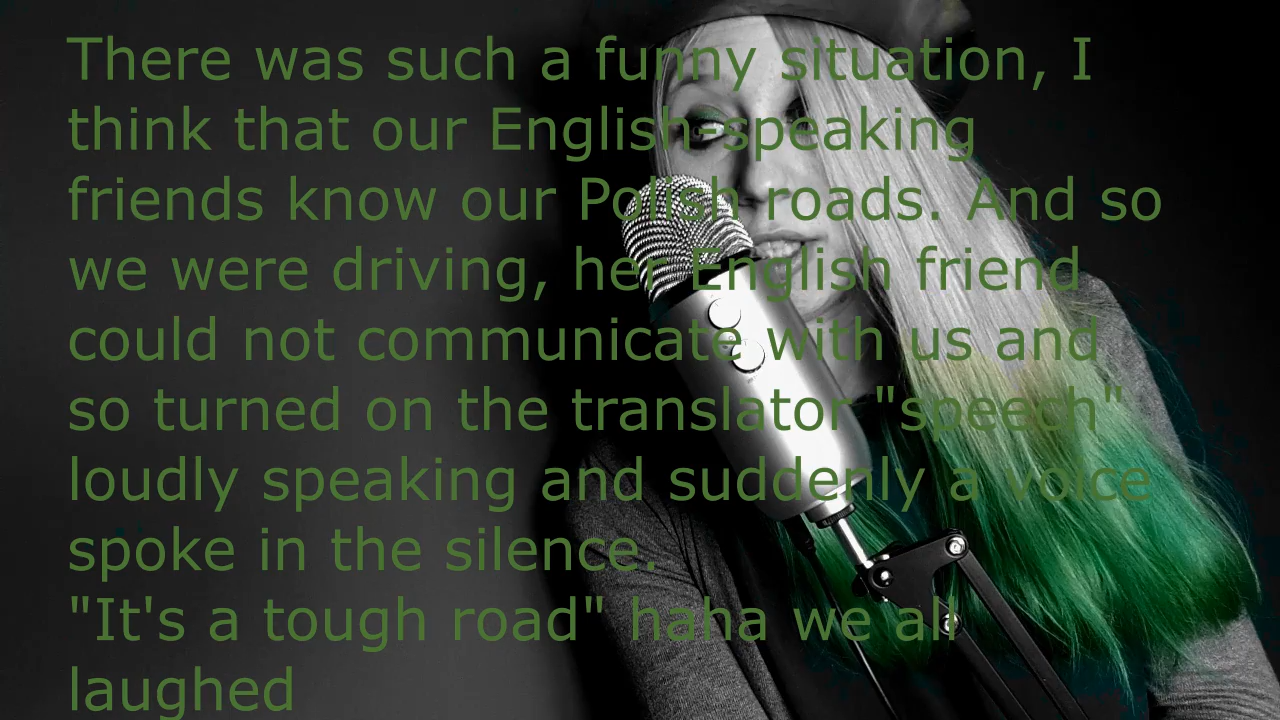 There was such a funny situation, I
think that our English-speaking
friends know our Polish roads. And so
we were driving, her English friend
could not communicate with us and
so turned on the translator "speech"
loudly speaking and suddenly a voice
spoke in the silence.
"It's a tough road" haha we all
laughed